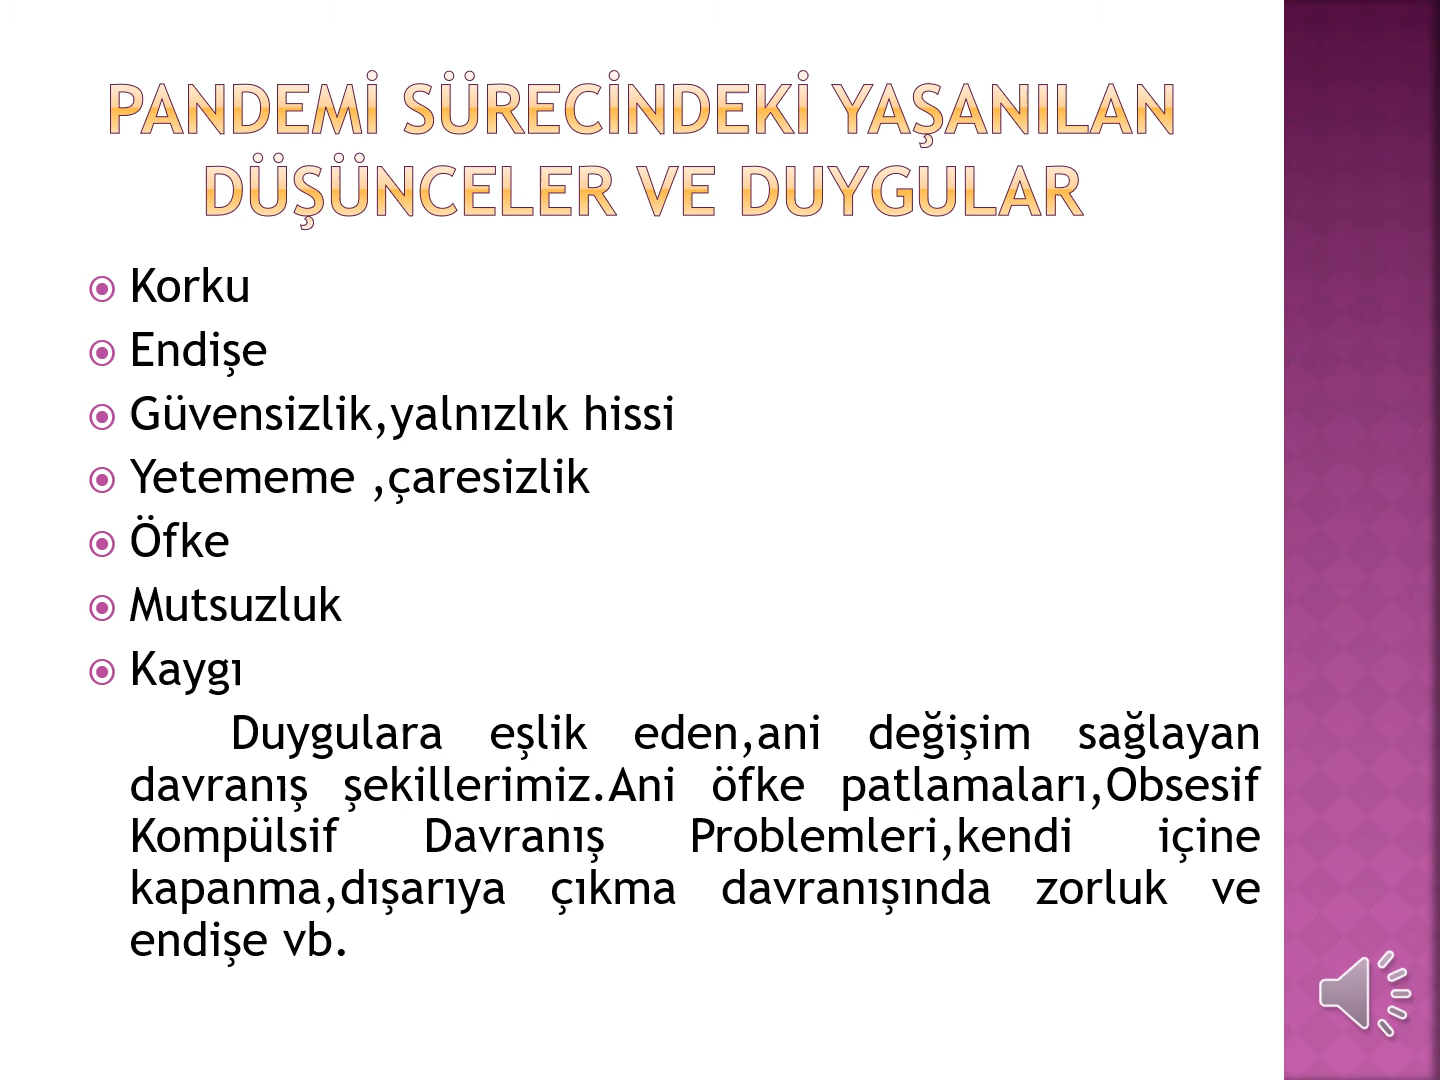 PANDEMİ SÜRECİNDEKİ YAŞANILAN
DÜŞÜNCELER VE DUYGULAR
Korku
Endişe
Güvensizlik,yalnızlık hissi
Yetememe ,çaresizlik
Öfke
Mutsuzluk
Kaygı
Duygulara eşlik eden,ani değişim sağlayan
davranış şekillerimiz.Ani öfke patlamaları,Obsesif
Kompülsif Davranış Problemleri,kendi içine
kapanma,dışarıya çıkma davranışında zorluk ve
endişe vb.